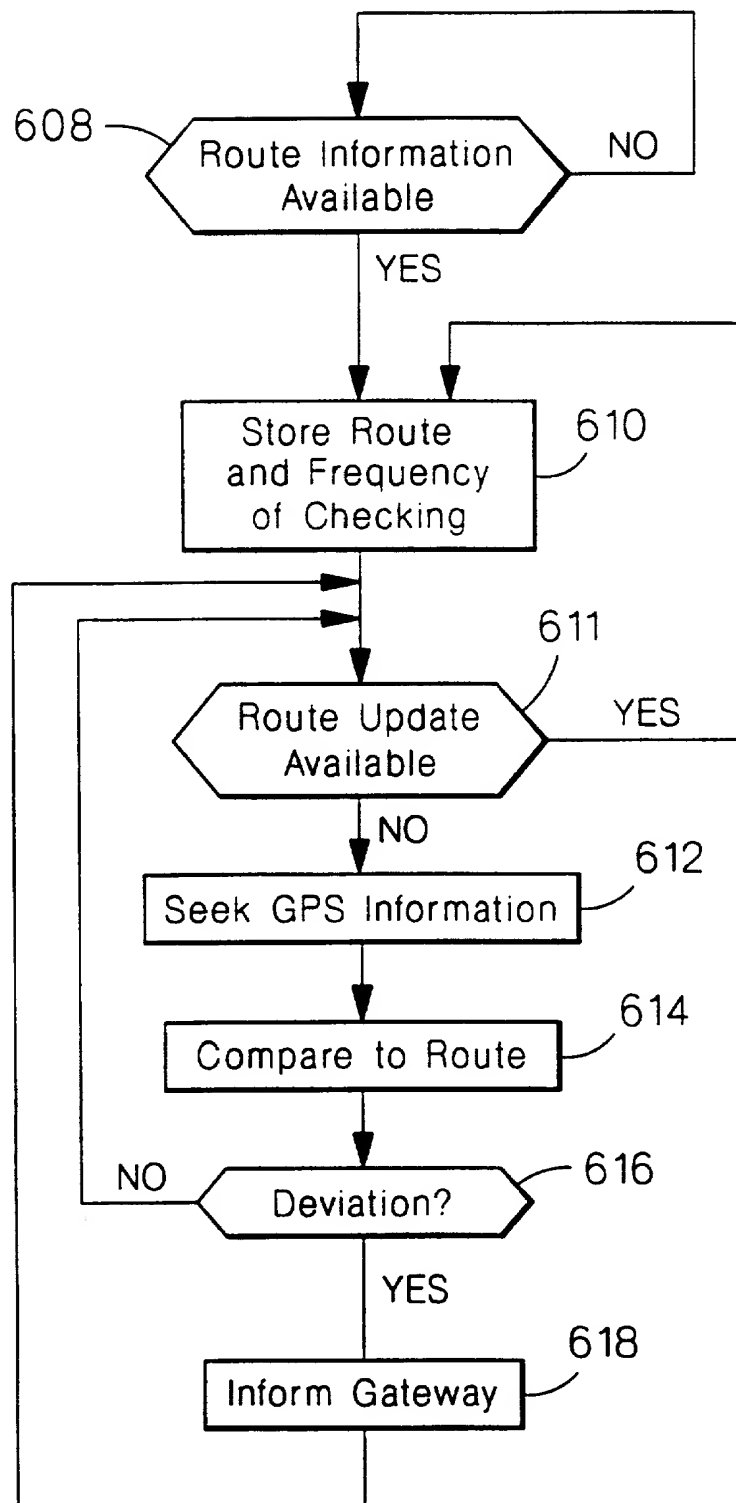 608
Route Information
Available
NO
YES
Store Route
and Frequency
of Checking
610
611
Route Update
Available
YES
NO
612
Seek GPS Information
614
Compare to Route
NO
Deviation?
616
YES
618
Inform Gateway